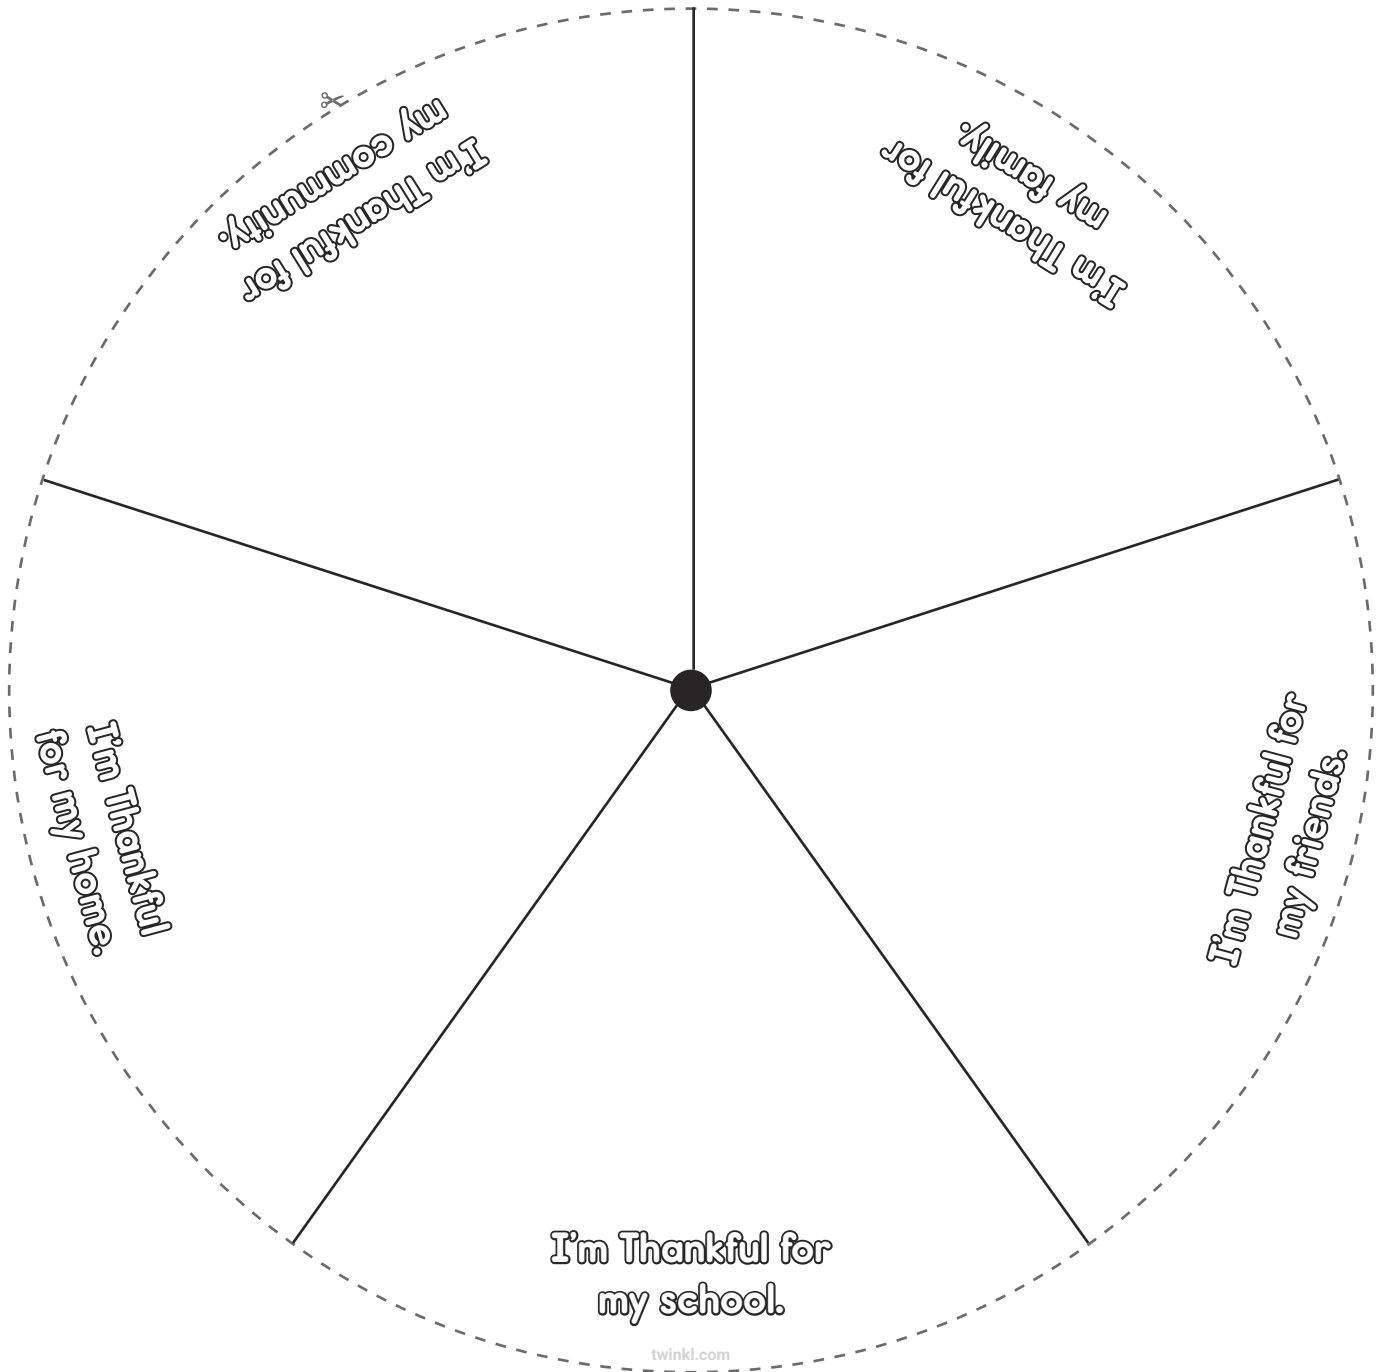 I'm Thankful for
my community.
I'm Thankful for
my family.
I'm Thankful
for my home.
I'm Thankful for
my friends.
I'm Thankful for
my school.
twinkl.com